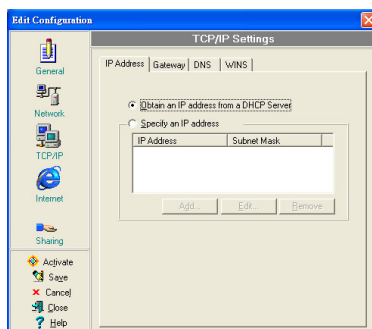 Edit Configuration
TCP/IP Settings
General
Network
TCP/IP
Internet
Sharing
Activate
Save
Cancel
Close
Help
IP Address Gateway DNS WINS
Obtain an IP address from a DHCP Server
Specify an IP address
IP Address Subnet Mask
Add... Edit... Remove